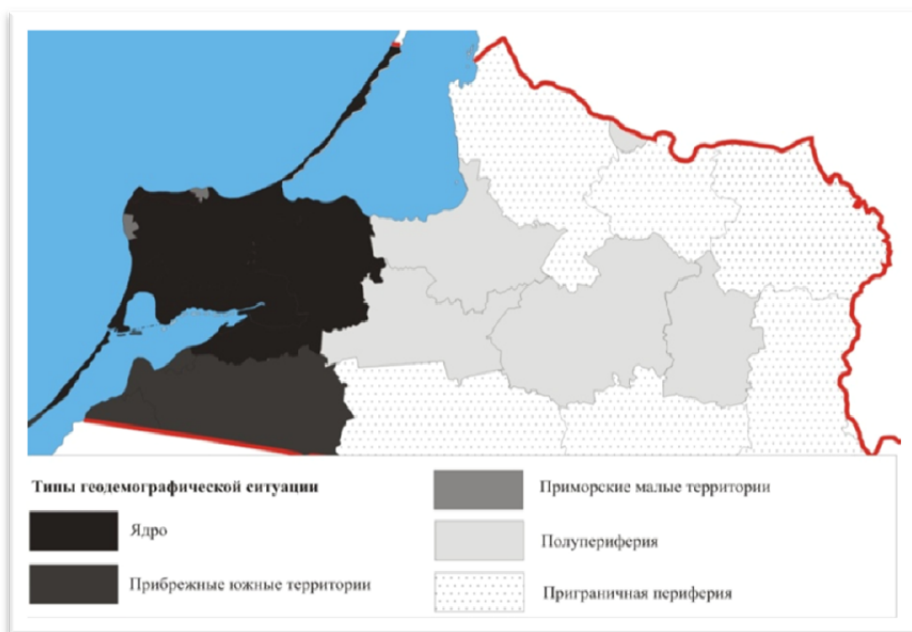 Типы геодемографической ситуации
Ядро
Прибрежные южные территории
Приморские малые территории
Полупериферия
Приграничная периферия